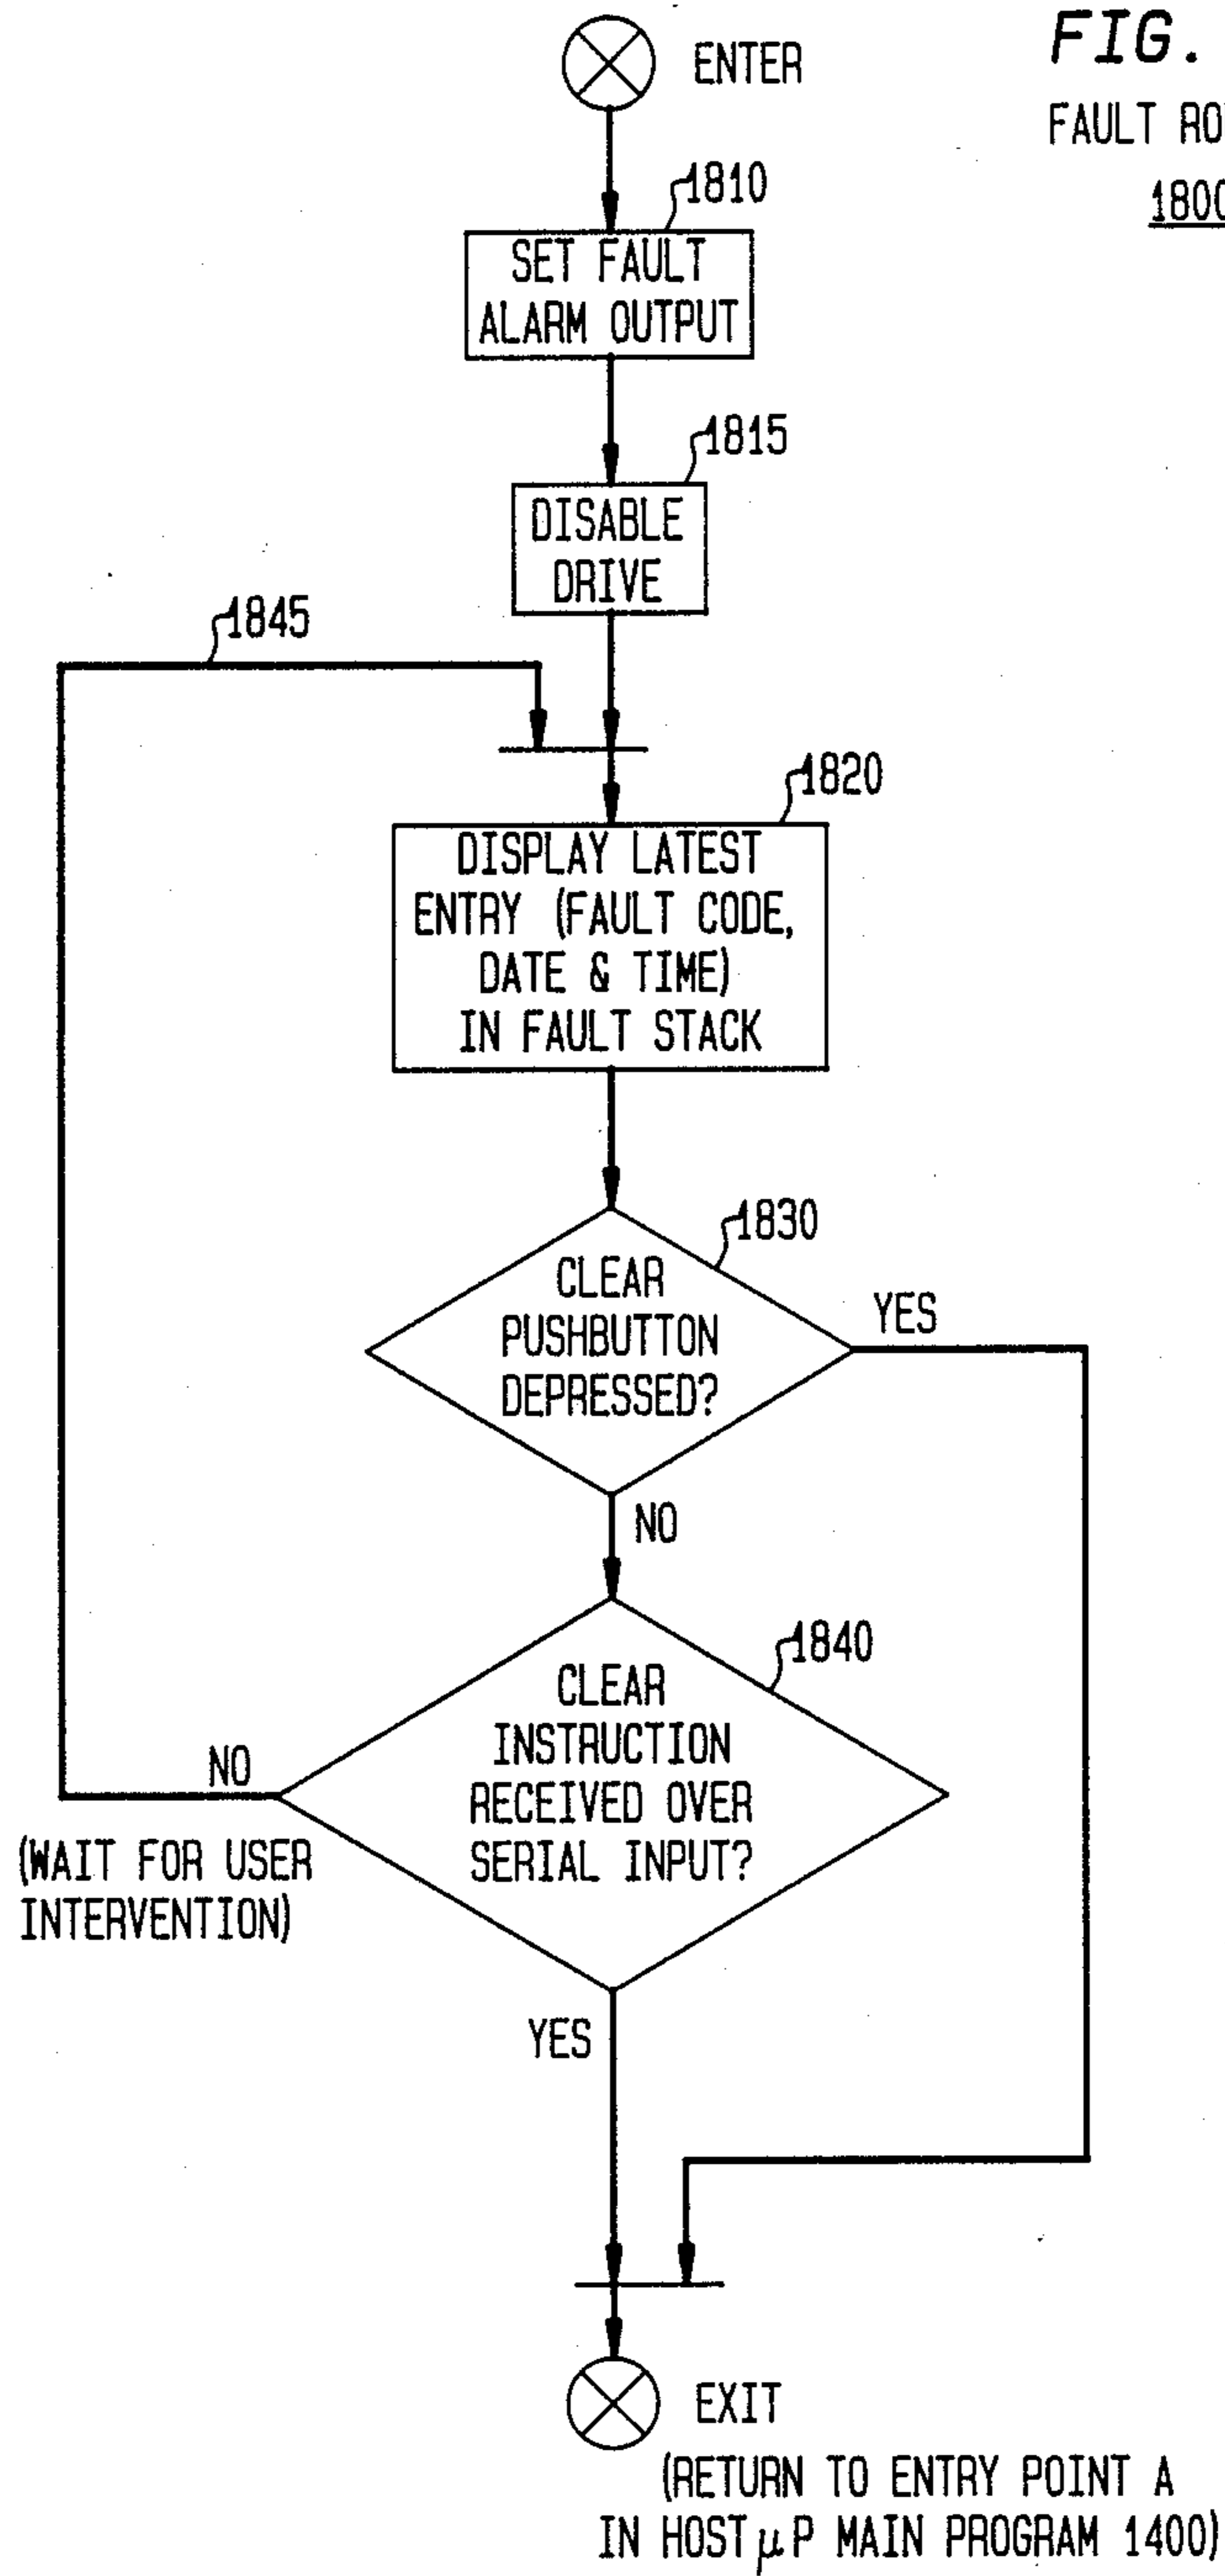 FIG.
FAULT
1800
ENTER
1810
SET FAULT
ALARM OUTPUT
1815
DISABLE
DRIVE
1845
1820
DISPLAY LATEST
ENTRY (FAULT CODE,
DATE & TIME)
IN FAULT STACK
1830
CLEAR
PUSHBUTTON
DEPRESSED?
YES
NO
1840
CLEAR
INSTRUCTION
RECEIVED OVER
SERIAL INPUT?
NO
(WAIT FOR USER
INTERVENTION)
YES
EXIT
(RETURN TO ENTRY POINT A
IN HOST μP MAIN PROGRAM 1400)